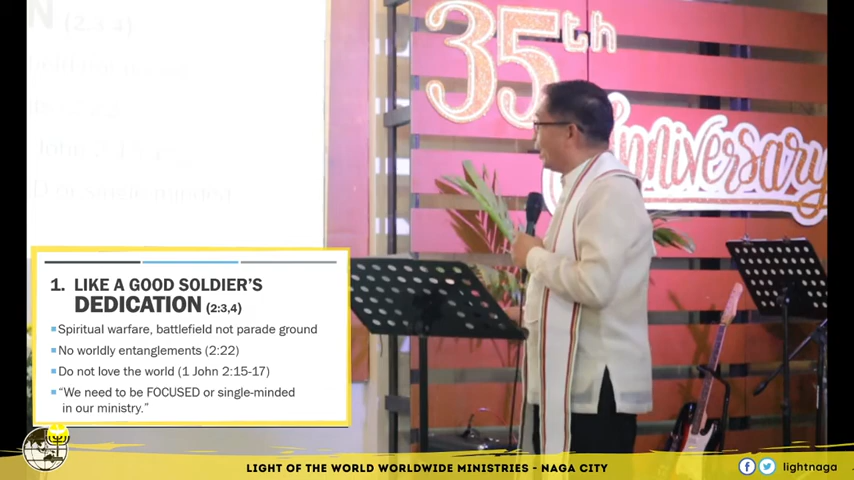 N (2:3,4)
35th
Anniversary
1. LIKE A GOOD SOLDIER'S
DEDICATION (2:3,4)
Spiritual warfare, battlefield not parade ground
No worldly entanglements (2:22)
Do not love the world (1 John 2:15-17)
"We need to be FOCUSED or single-minded
in our ministry."
LIGHT OF THE WORLD WORLDWIDE MINISTRIES - NAGA CITY
lightnaga